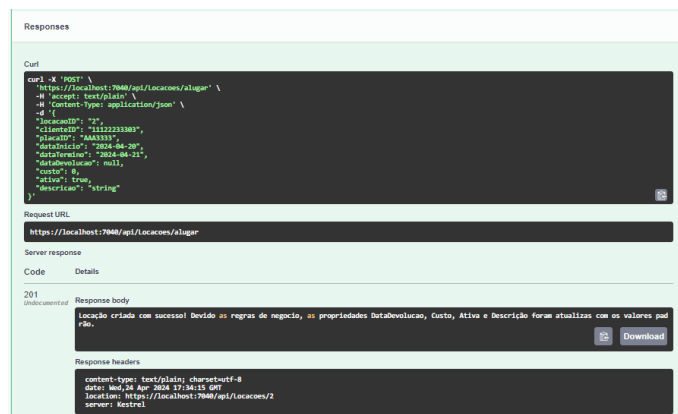 Responses
Curl
curl -X 'POST' \
'https://localhost:7040/api/Locacoes/alugar' \
-H 'accept: text/plain' \
-H 'Content-Type: application/json' \
-d '{
"locacaoID": "2",
"clienteID": "11122233303",
"placaID": "AAA3333",
"dataInicio": "2024-04-20",
"dataTermino": "2024-04-21",
"dataDevolucao": null,
"custo": 0,
"ativa": true,
"descricao": "string"
}'
Request URL
https://localhost:7040/api/Locacoes/alugar
Server response
Code Details
201
Undocumented
Response body
Locação criada com sucesso! Devido as regras de negocio, as propriedades DataDevolucao, Custo, Ativa e Descrição foram atualizas com os valores pad
rão.
Download
Response headers
content-type: text/plain; charset=utf-8
date: Wed,24 Apr 2024 17:34:15 GMT
location: https://localhost:7040/api/Locacoes/2
server: Kestrel